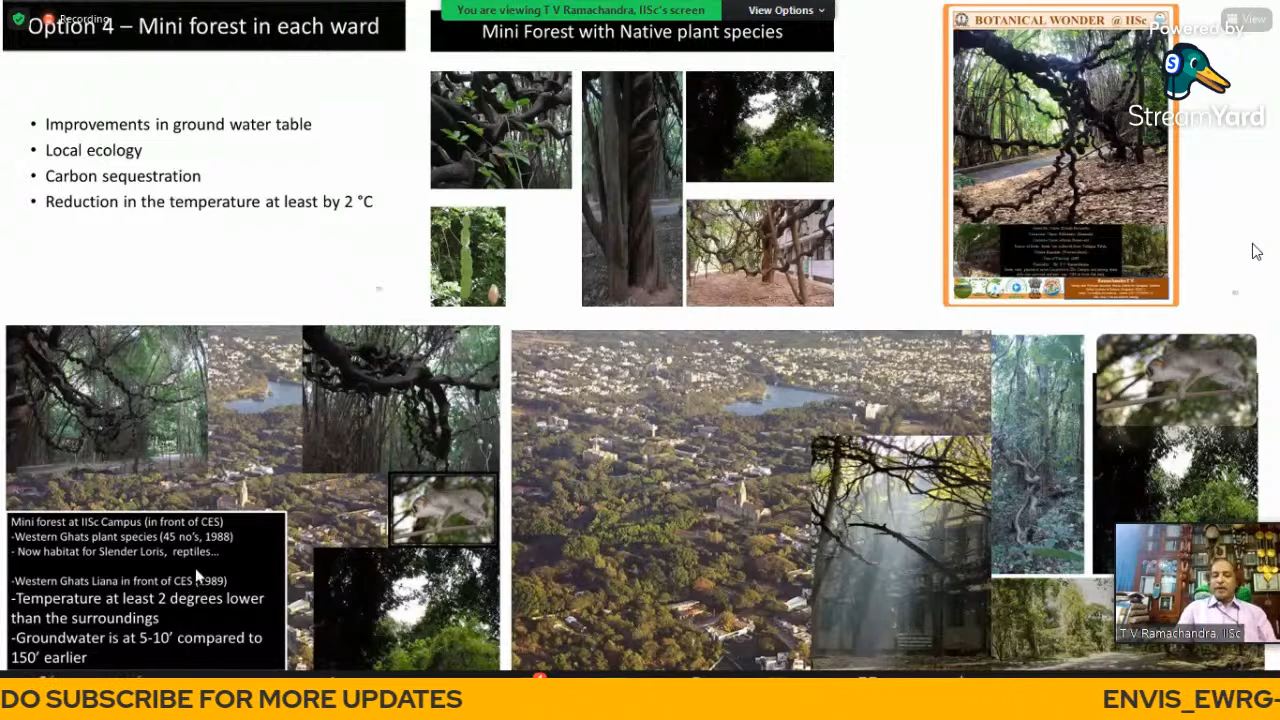 Recording
You are viewing T V Ramachandra, IISc's screen
View Options
View
Option 4 – Mini forest in each ward
• Improvements in ground water table
• Local ecology
• Carbon sequestration
• Reduction in the temperature at least by 2 °C
Mini Forest with Native plant species
BOTANICAL WONDER @ IISc
Powered by
StreamYard
Mini forest at IISc Campus (in front of CES)
-Western Ghats plant species (45 no's, 1988)
- Now habitat for Slender Loris, reptiles...
-Western Ghats Liana in front of CES (1989)
-Temperature at least 2 degrees lower
than the surroundings
-Groundwater is at 5-10' compared to
150' earlier
T V Ramachandra, IISc
DO SUBSCRIBE FOR MORE UPDATES
ENVIS_EWRG-